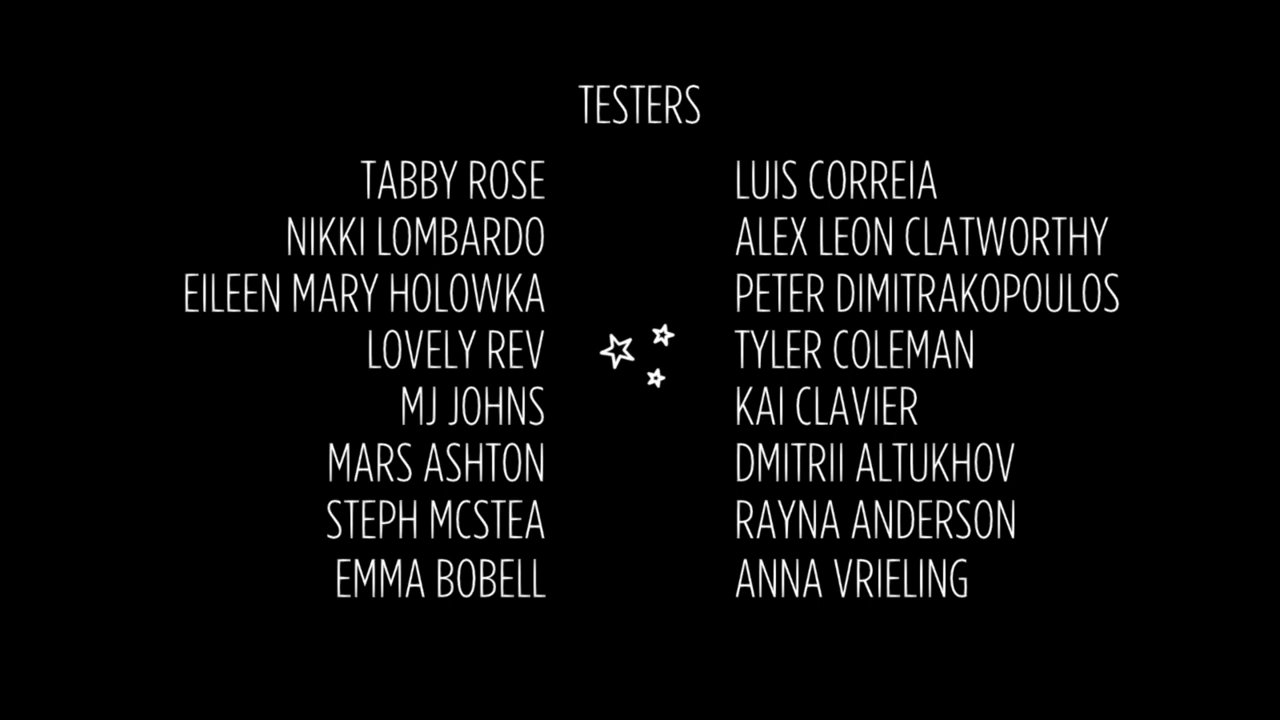 TESTERS
TABBY ROSE
NIKKI LOMBARDO
EILEEN MARY HOLOWKA
LOVELY REV
MJ JOHNS
MARS ASHTON
STEPH MCSTEA
EMMA BOBELL
LUIS CORREIA
ALEX LEON CLATWORTHY
PETER DIMITRAKOPOULOS
TYLER COLEMAN
KAI CLAVIER
DMITRII ALTUKHOV
RAYNA ANDERSON
ANNA VRIELING